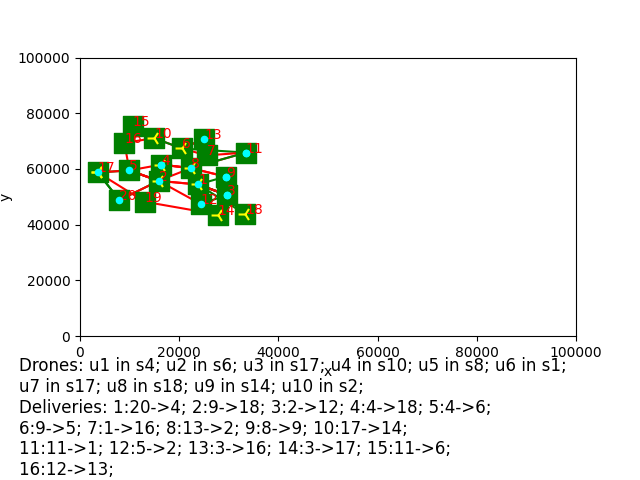 100000
80000
60000
40000
20000
0
y
0 20000 40000 60000 80000 100000
x
Drones: u1 in s4; u2 in s6; u3 in s17; u4 in s10; u5 in s8; u6 in s1;
u7 in s17; u8 in s18; u9 in s14; u10 in s2;
Deliveries: 1:20->4; 2:9->18; 3:2->12; 4:4->18; 5:4->6;
6:9->5; 7:1->16; 8:13->2; 9:8->9; 10:17->14;
11:11->1; 12:5->2; 13:3->16; 14:3->17; 15:11->6;
16:12->13;